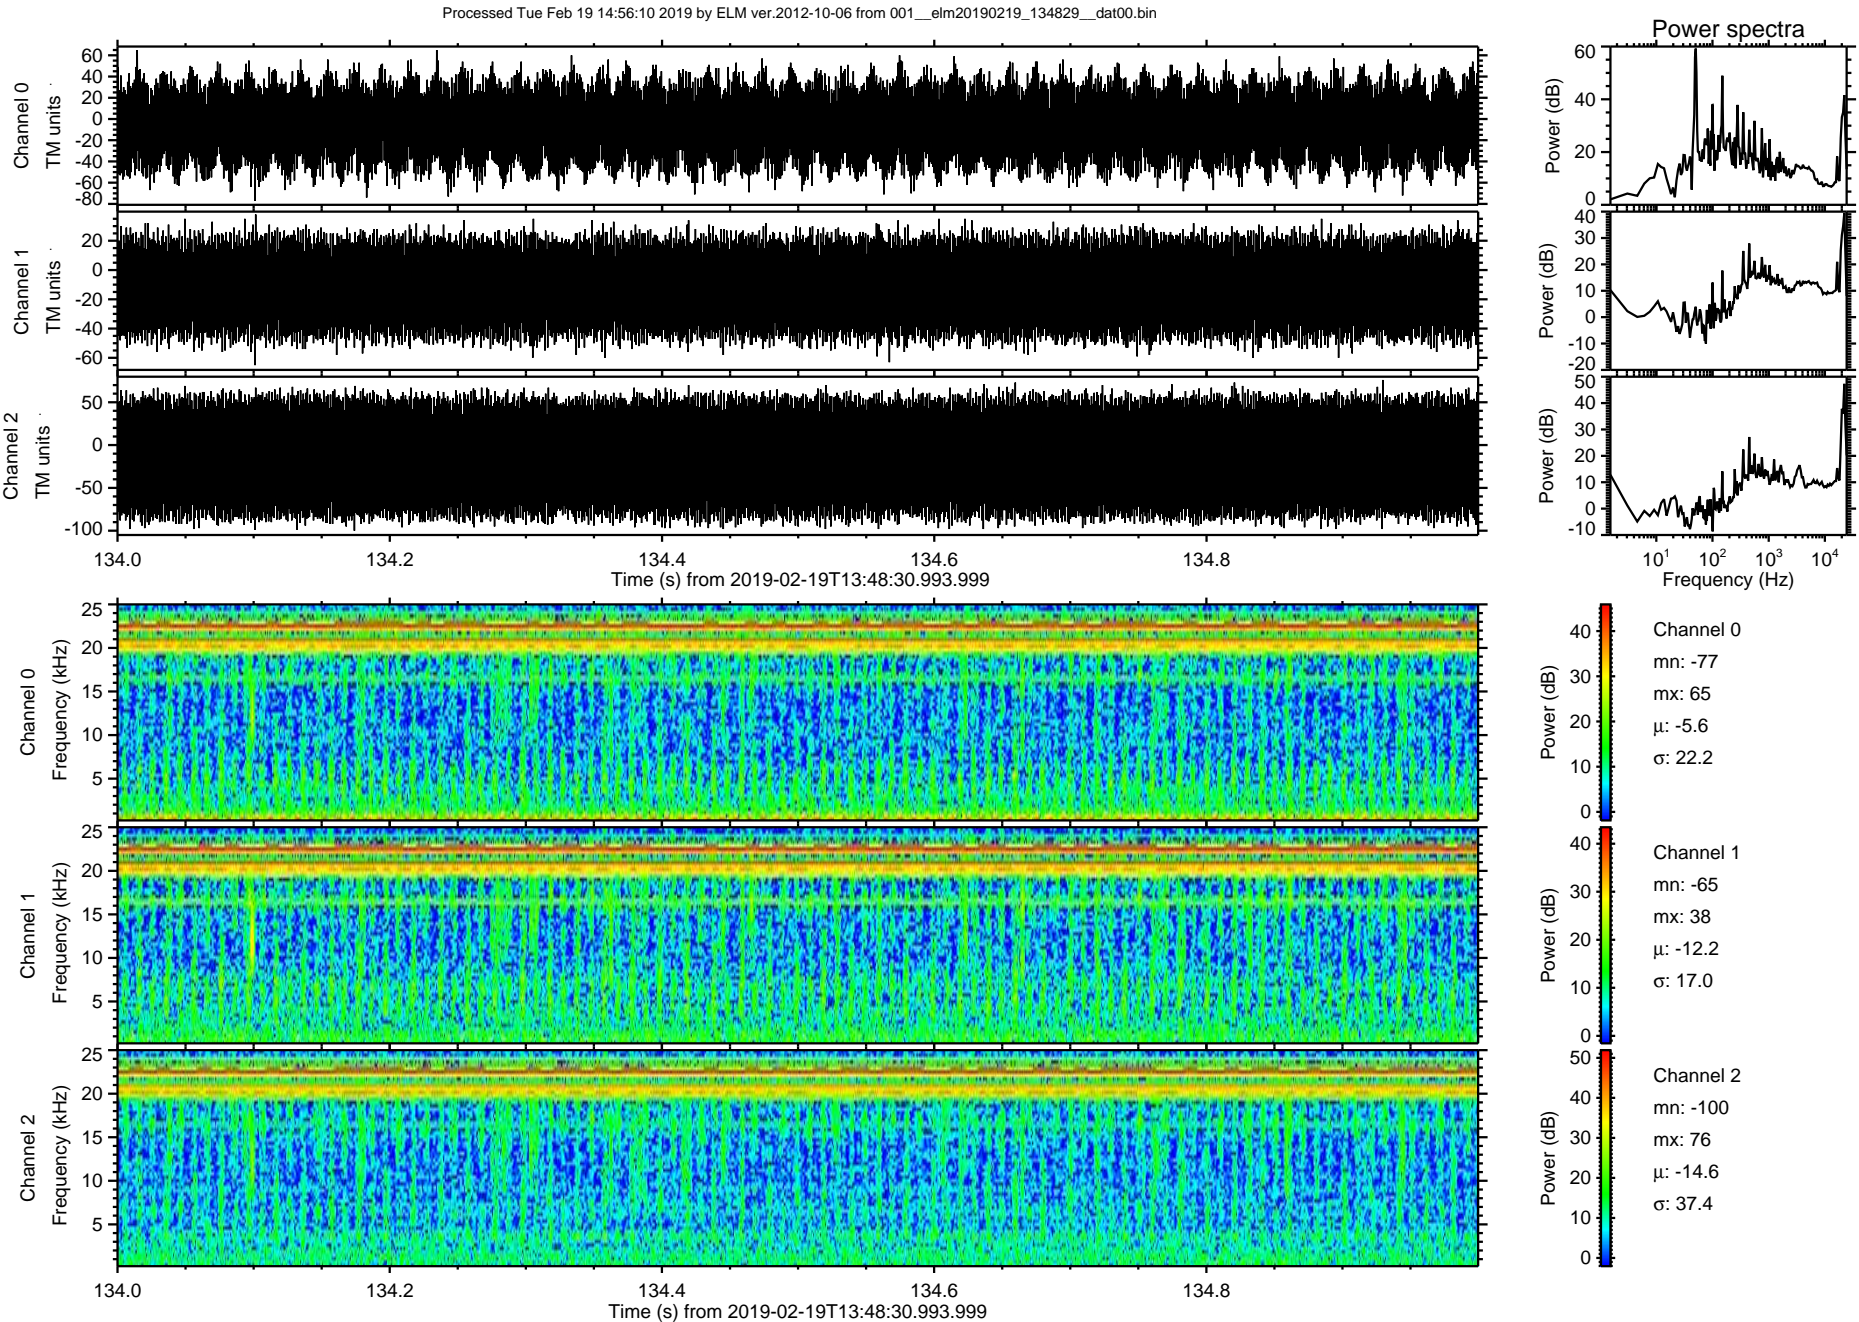 Processed Tue Feb 19 14:56:10 2019 by ELM ver.2012-10-06 from 001__elm20190219_134829__dat00.bin
Power spectra
Channel 0
TM units
60
40
20
0
-20
-40
-60
-80
Power (dB)
60
40
20
0
Channel 1
TM units
20
0
-20
-40
-60
Power (dB)
40
30
20
10
0
-10
-20
Channel 2
TM units
50
0
-50
-100
Power (dB)
50
40
30
20
10
0
-10
134.0 134.2 134.4 134.6 134.8
Time (s) from 2019-02-19T13:48:30.993.999
10¹ 10² 10³ 10⁴
Frequency (Hz)
Channel 0
Frequency (kHz)
25
20
15
10
5
Power (dB)
40
30
20
10
0
Channel 0
mn: -77
mx: 65
μ: -5.6
σ: 22.2
Channel 1
Frequency (kHz)
25
20
15
10
5
Power (dB)
40
30
20
10
0
Channel 1
mn: -65
mx: 38
μ: -12.2
σ: 17.0
Channel 2
Frequency (kHz)
25
20
15
10
5
Power (dB)
50
40
30
20
10
0
Channel 2
mn: -100
mx: 76
μ: -14.6
σ: 37.4
134.0 134.2 134.4 134.6 134.8
Time (s) from 2019-02-19T13:48:30.993.999